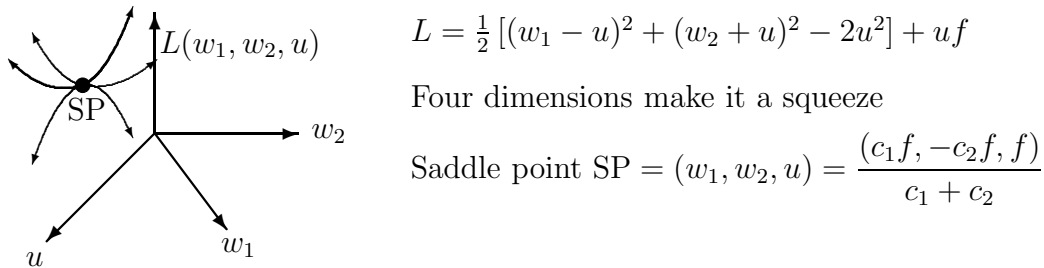 L(w₁, w₂, u)
SP
w₂
u
w₁
L = ½ [(w₁ − u)² + (w₂ + u)² − 2u²] + uf
Four dimensions make it a squeeze
Saddle point SP = (w₁, w₂, u) = (c₁f, −c₂f, f) / (c₁ + c₂)